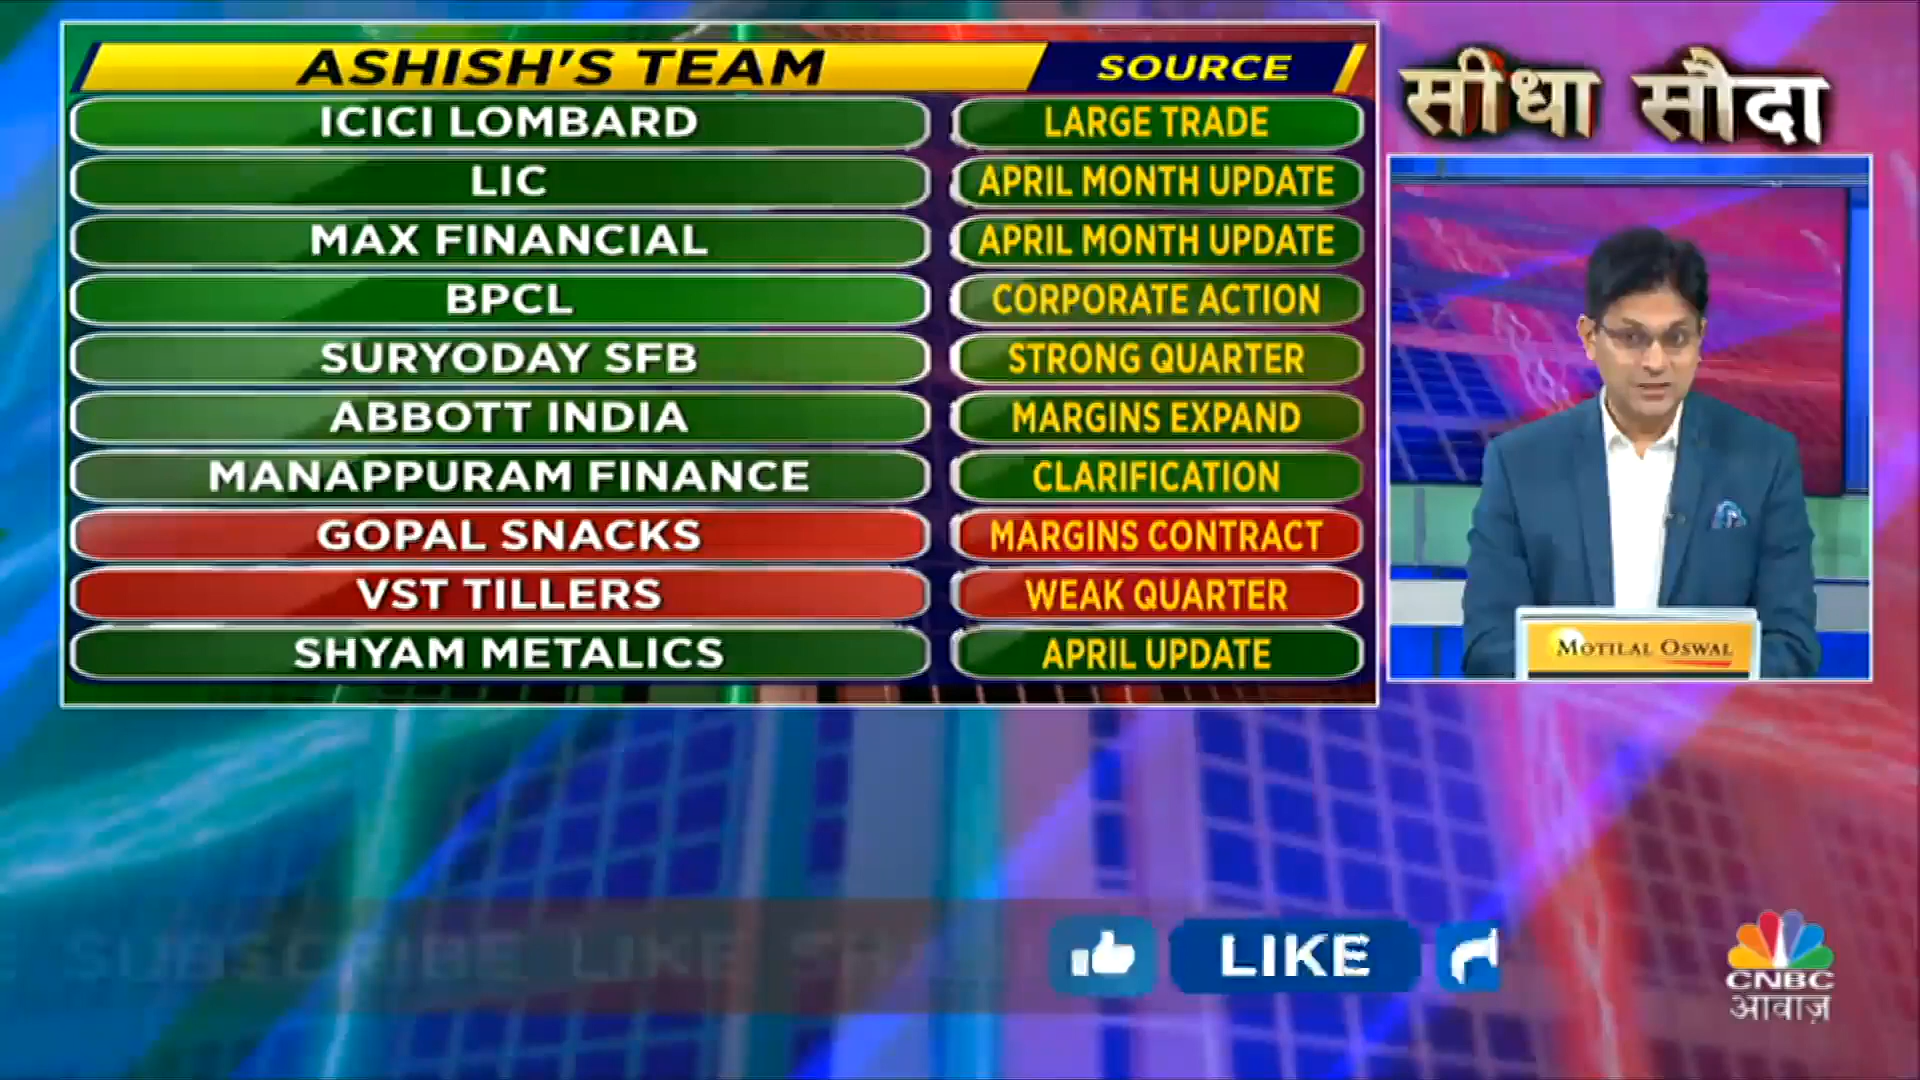 ASHISH'S TEAM SOURCE
ICICI LOMBARD LARGE TRADE
LIC APRIL MONTH UPDATE
MAX FINANCIAL APRIL MONTH UPDATE
BPCL CORPORATE ACTION
SURYODAY SFB STRONG QUARTER
ABBOTT INDIA MARGINS EXPAND
MANAPPURAM FINANCE CLARIFICATION
GOPAL SNACKS MARGINS CONTRACT
VST TILLERS WEAK QUARTER
SHYAM METALICS APRIL UPDATE
सीधा सौदा
MOTILAL OSWAL
SUBSCRIBE LIKE
LIKE
CNBC
आवाज़